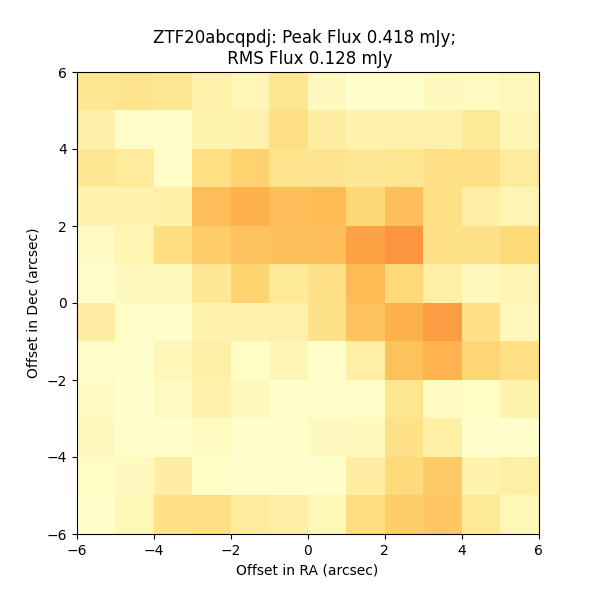 ZTF20abcqpdj: Peak Flux 0.418 mJy;
RMS Flux 0.128 mJy
6
4
2
0
−2
−4
−6
Offset in Dec (arcsec)
−6 −4 −2 0 2 4 6
Offset in RA (arcsec)